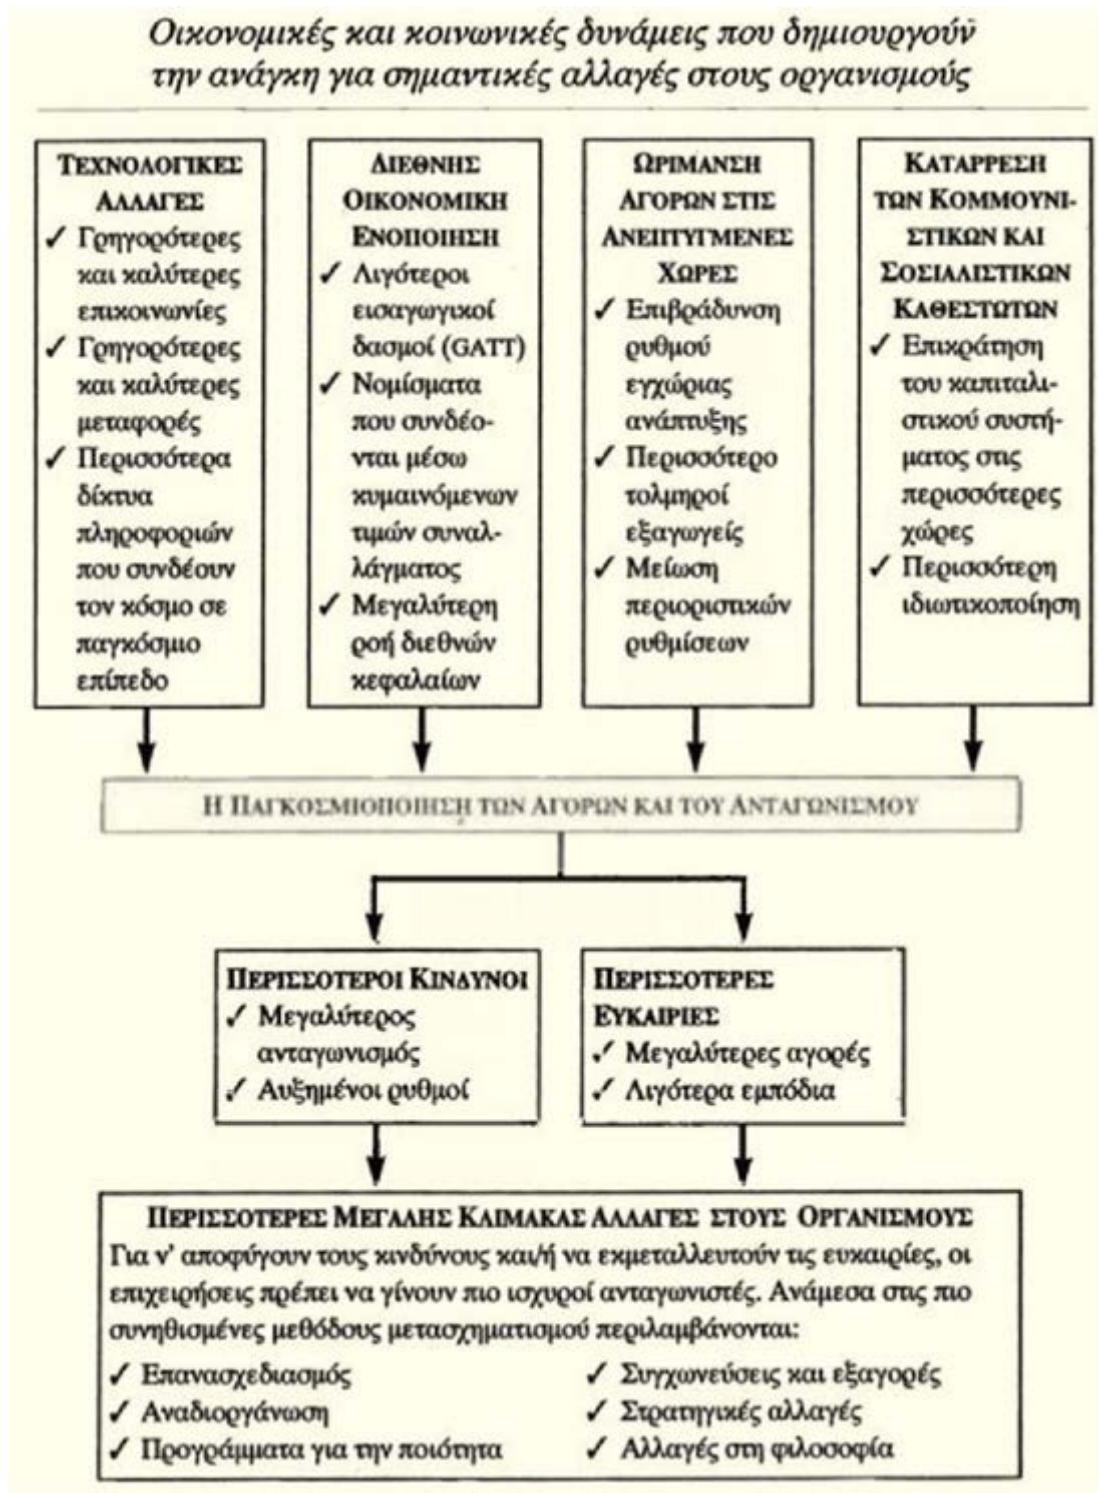 Οικονομικές και κοινωνικές δυνάμεις που δημιουργούν
την ανάγκη για σημαντικές αλλαγές στους οργανισμούς
ΤΕΧΝΟΛΟΓΙΚΕΣ
ΑΛΛΑΓΕΣ
✓ Γρηγορότερες
και καλύτερες
επικοινωνίες
✓ Γρηγορότερες
και καλύτερες
μεταφορές
✓ Περισσότερα
δίκτυα
πληροφοριών
που συνδέουν
τον κόσμο σε
παγκόσμιο
επίπεδο
ΔΙΕΘΝΗΣ
ΟΙΚΟΝΟΜΙΚΗ
ΕΝΟΠΟΙΗΣΗ
✓ Λιγότεροι
εισαγωγικοί
δασμοί (GATT)
✓ Νομίσματα
που συνδέο-
νται μέσω
κυμαινόμενων
τιμών συναλ-
λάγματος
✓ Μεγαλύτερη
ροή διεθνών
κεφαλαίων
ΩΡΙΜΑΝΣΗ
ΑΓΟΡΩΝ ΣΤΙΣ
ΑΝΕΠΤΥΓΜΕΝΕΣ
ΧΩΡΕΣ
✓ Επιβράδυνση
ρυθμού
εγχώριας
ανάπτυξης
✓ Περισσότερο
τολμηροί
εξαγωγείς
✓ Μείωση
περιοριστικών
ρυθμίσεων
ΚΑΤΑΡΡΕΣΗ
ΤΩΝ ΚΟΜΜΟΥΝΙ-
ΣΤΙΚΩΝ ΚΑΙ
ΣΟΣΙΑΛΙΣΤΙΚΩΝ
ΚΑΘΕΣΤΩΤΩΝ
✓ Επικράτηση
του καπιταλι-
στικού συστή-
ματος στις
περισσότερες
χώρες
✓ Περισσότερη
ιδιωτικοποίηση
Η ΠΑΓΚΟΣΜΙΟΠΟΙΗΣΗ ΤΩΝ ΑΓΟΡΩΝ ΚΑΙ ΤΟΥ ΑΝΤΑΓΩΝΙΣΜΟΥ
ΠΕΡΙΣΣΟΤΕΡΟΙ ΚΙΝΔΥΝΟΙ
✓ Μεγαλύτερος
ανταγωνισμός
✓ Αυξημένοι ρυθμοί
ΠΕΡΙΣΣΟΤΕΡΕΣ
ΕΥΚΑΙΡΙΕΣ
✓ Μεγαλύτερες αγορές
✓ Λιγότερα εμπόδια
ΠΕΡΙΣΣΟΤΕΡΕΣ ΜΕΓΑΛΗΣ ΚΛΙΜΑΚΑΣ ΑΛΛΑΓΕΣ ΣΤΟΥΣ ΟΡΓΑΝΙΣΜΟΥΣ
Για ν' αποφύγουν τους κινδύνους και/ή να εκμεταλλευτούν τις ευκαιρίες, οι
επιχειρήσεις πρέπει να γίνουν πιο ισχυροί ανταγωνιστές. Ανάμεσα στις πιο
συνηθισμένες μεθόδους μετασχηματισμού περιλαμβάνονται:
✓ Επανασχεδιασμός
✓ Αναδιοργάνωση
✓ Προγράμματα για την ποιότητα
✓ Συγχωνεύσεις και εξαγορές
✓ Στρατηγικές αλλαγές
✓ Αλλαγές στη φιλοσοφία